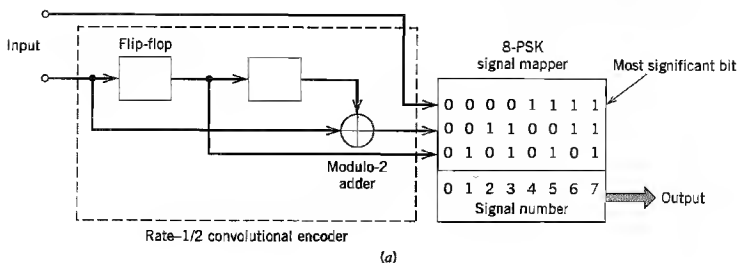 Input
Flip-flop
Modulo-2
adder
Rate–1/2 convolutional encoder
8-PSK
signal mapper
Most significant bit
0 0 0 0 1 1 1 1
0 0 1 1 0 0 1 1
0 1 0 1 0 1 0 1
0 1 2 3 4 5 6 7
Signal number
Output
(a)